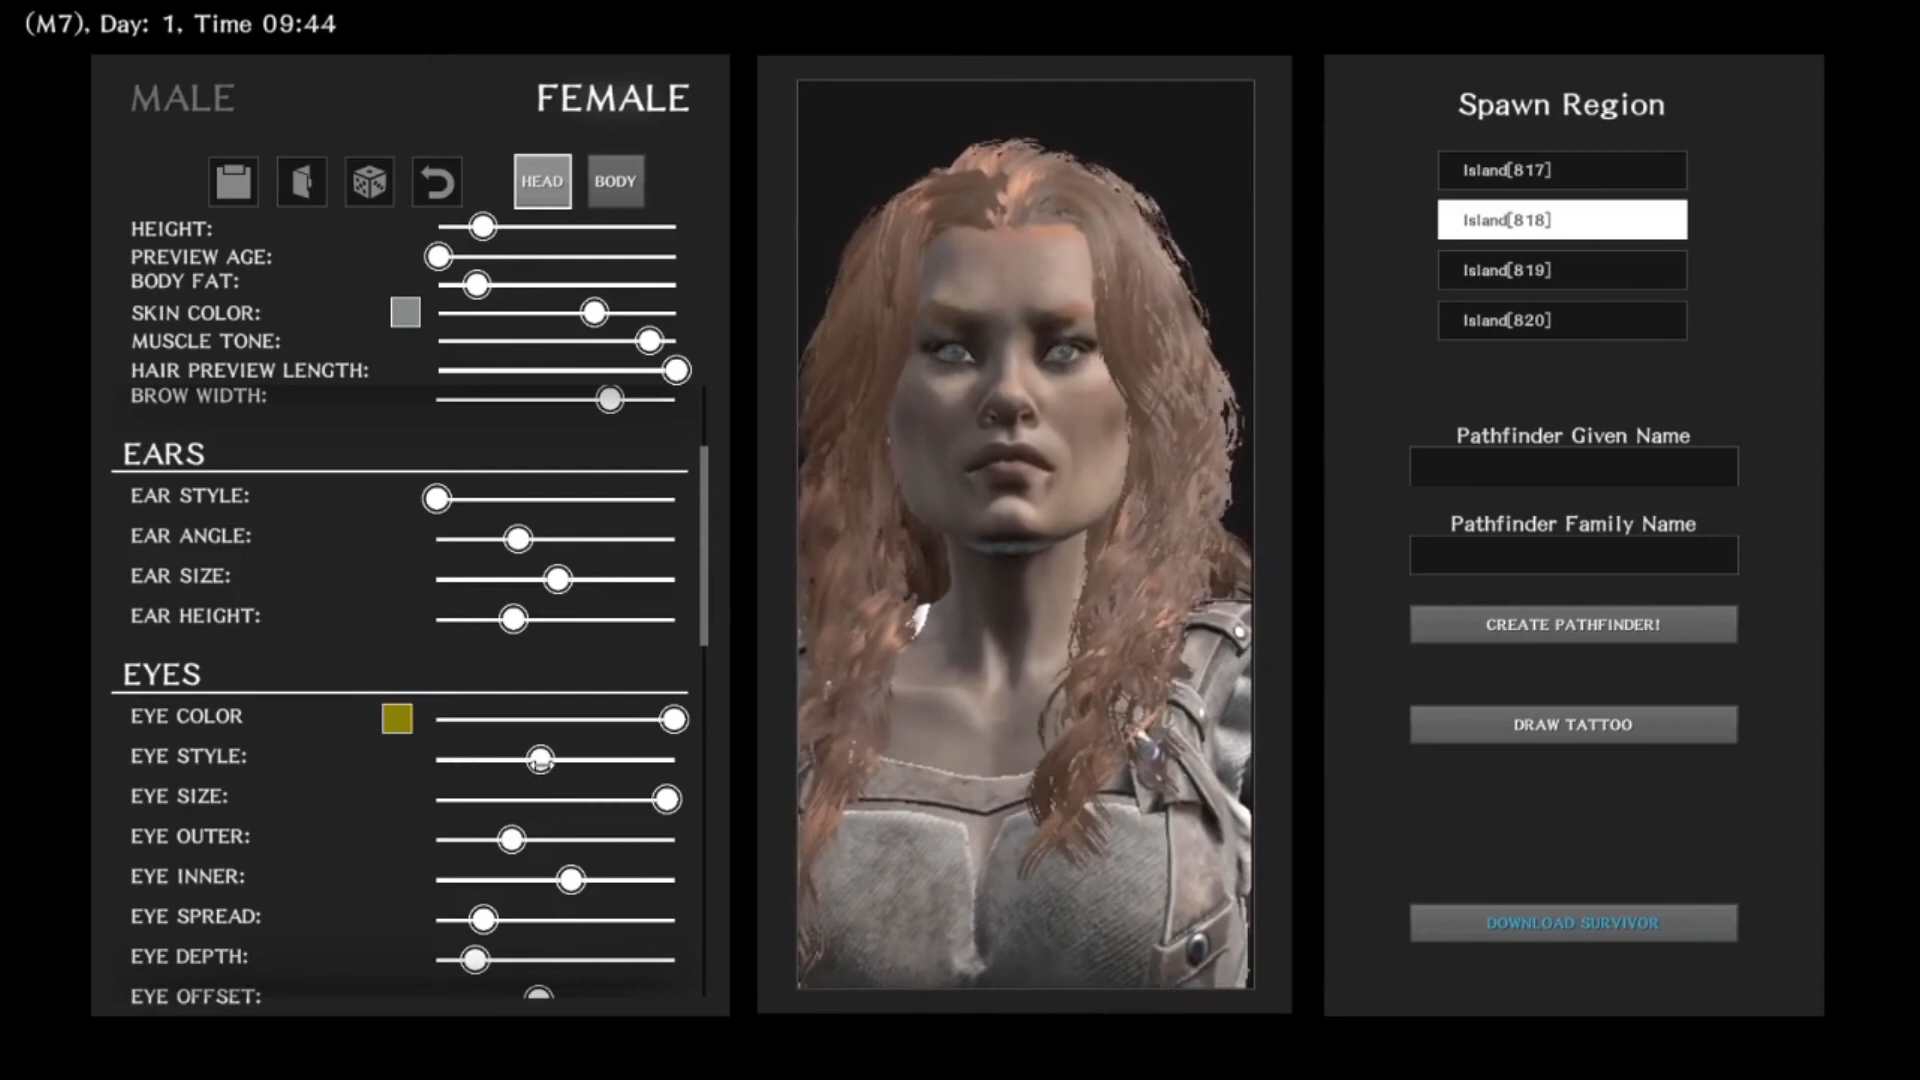 (M7), Day: 1, Time 09:44
MALE
FEMALE
HEAD
BODY
HEIGHT:
PREVIEW AGE:
BODY FAT:
SKIN COLOR:
MUSCLE TONE:
HAIR PREVIEW LENGTH:
BROW WIDTH:
EARS
EAR STYLE:
EAR ANGLE:
EAR SIZE:
EAR HEIGHT:
EYES
EYE COLOR
EYE STYLE:
EYE SIZE:
EYE OUTER:
EYE INNER:
EYE SPREAD:
EYE DEPTH:
EYE OFFSET:
Spawn Region
Island[817]
Island[818]
Island[819]
Island[820]
Pathfinder Given Name
Pathfinder Family Name
CREATE PATHFINDER!
DRAW TATTOO
DOWNLOAD SURVIVOR